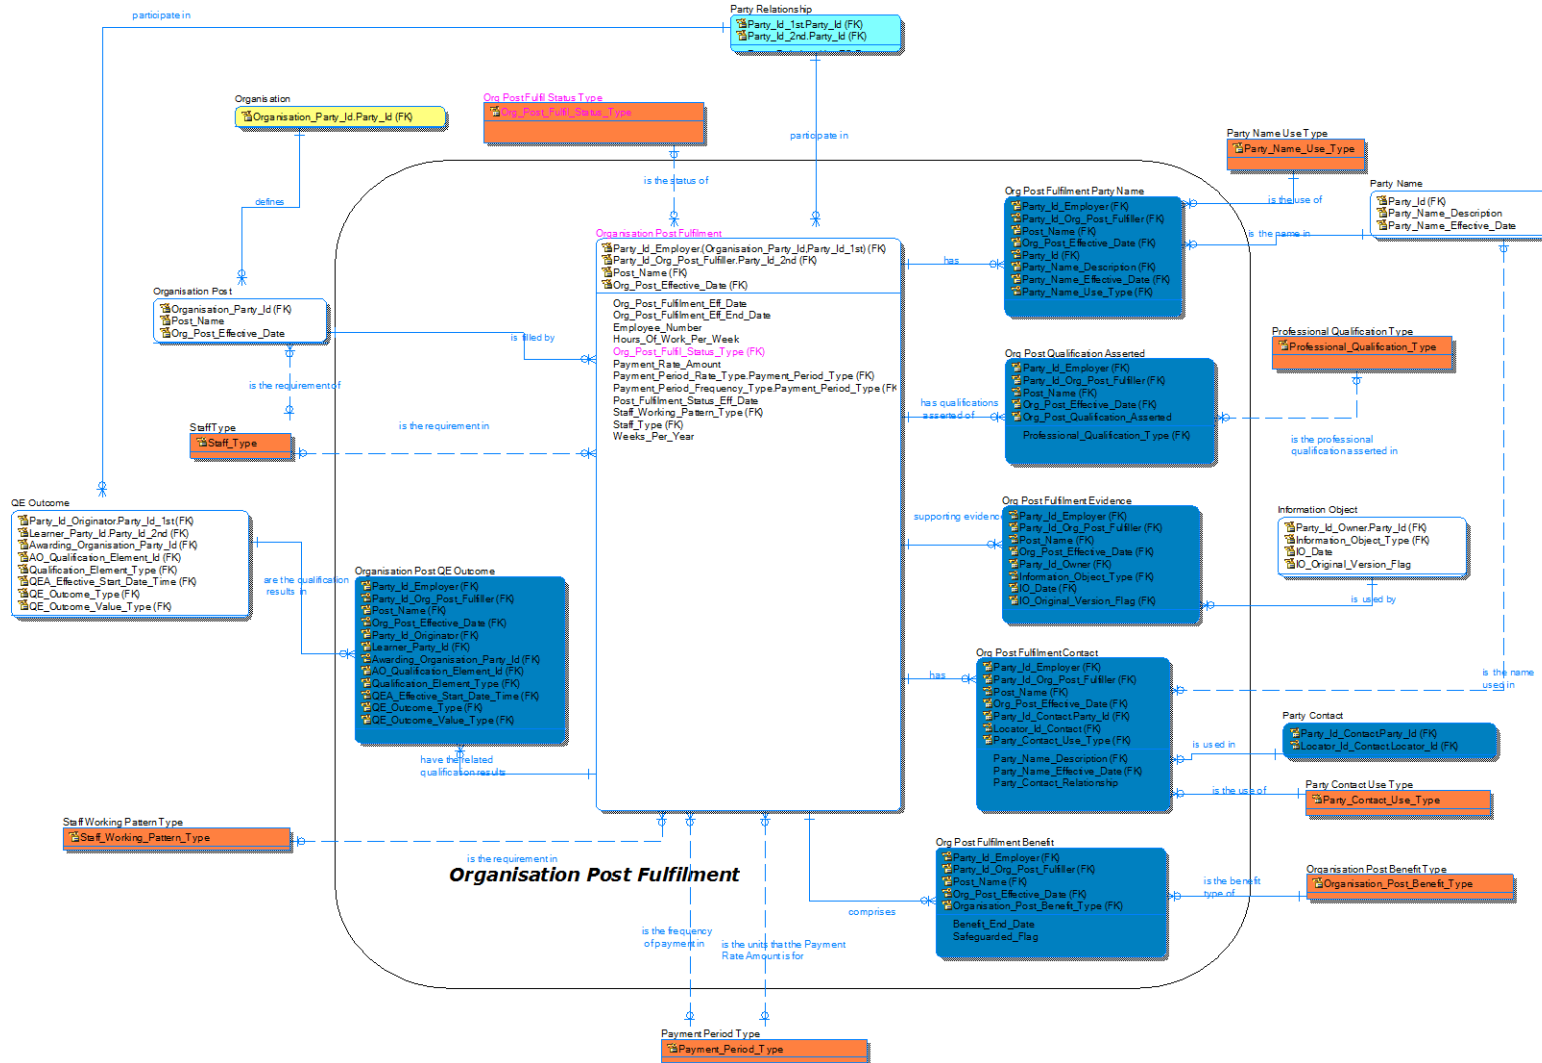 participate in
Party Relationship
Party_Id_1st.Party_Id (FK)
Party_Id_2nd.Party_Id (FK)
Organisation
Organisation_Party_Id.Party_Id (FK)
Org Post Fulfil Status Type
Org_Post_Fulfil_Status_Type
participate in
Party Name Use Type
Party_Name_Use_Type
is the status of
defines
Party Name
Party_Id (FK)
Party_Name_Description
Party_Name_Effective_Date
is the use of
is the name in
Org Post Fulfilment Party Name
Party_Id_Employer (FK)
Party_Id_Org_Post_Fulfiller (FK)
Post_Name (FK)
Org_Post_Effective_Date (FK)
Party_Id (FK)
Party_Name_Description (FK)
Party_Name_Effective_Date (FK)
Party_Name_Use_Type (FK)
Organisation Post Fulfilment
Party_Id_Employer.(Organisation_Party_Id,Party_Id_1st) (FK)
Party_Id_Org_Post_Fulfiller.Party_Id_2nd (FK)
Post_Name (FK)
Org_Post_Effective_Date (FK)
Org_Post_Fulfilment_Eff_Date
Org_Post_Fulfilment_Eff_End_Date
Employee_Number
Hours_Of_Work_Per_Week
Org_Post_Fulfil_Status_Type (FK)
Payment_Rate_Amount
Payment_Period_Rate_Type.Payment_Period_Type (FK)
Payment_Period_Frequency_Type.Payment_Period_Type (FK
Post_Fulfilment_Status_Eff_Date
Staff_Working_Pattern_Type (FK)
Staff_Type (FK)
Weeks_Per_Year
has
Organisation Post
Organisation_Party_Id (FK)
Post_Name
Org_Post_Effective_Date
is filled by
is the requirement of
Staff Type
Staff_Type
is the requirement in
Professional Qualification Type
Professional_Qualification_Type
Org Post Qualification Asserted
Party_Id_Employer (FK)
Party_Id_Org_Post_Fulfiller (FK)
Post_Name (FK)
Org_Post_Effective_Date (FK)
Org_Post_Qualification_Asserted
Professional_Qualification_Type (FK)
has qualifications
asserted of
is the professional
qualification asserted in
QE Outcome
Party_Id_Originator.Party_Id_1st (FK)
Learner_Party_Id.Party_Id_2nd (FK)
Awarding_Organisation_Party_Id (FK)
AO_Qualification_Element_Id (FK)
Qualification_Element_Type (FK)
QEA_Effective_Start_Date_Time (FK)
QE_Outcome_Type (FK)
QE_Outcome_Value_Type (FK)
are the qualification
results in
Org Post Fulfilment Evidence
Party_Id_Employer (FK)
Party_Id_Org_Post_Fulfiller (FK)
Post_Name (FK)
Org_Post_Effective_Date (FK)
Party_Id_Owner (FK)
Information_Object_Type (FK)
IO_Date (FK)
IO_Original_Version_Flag (FK)
supporting evidence
Information Object
Party_Id_Owner.Party_Id (FK)
Information_Object_Type (FK)
IO_Date
IO_Original_Version_Flag
is used by
Organisation Post QE Outcome
Party_Id_Employer (FK)
Party_Id_Org_Post_Fulfiller (FK)
Post_Name (FK)
Org_Post_Effective_Date (FK)
Party_Id_Originator (FK)
Learner_Party_Id (FK)
Awarding_Organisation_Party_Id (FK)
AO_Qualification_Element_Id (FK)
Qualification_Element_Type (FK)
QEA_Effective_Start_Date_Time (FK)
QE_Outcome_Type (FK)
QE_Outcome_Value_Type (FK)
have the related
qualification results
Org Post Fulfilment Contact
Party_Id_Employer (FK)
Party_Id_Org_Post_Fulfiller (FK)
Post_Name (FK)
Org_Post_Effective_Date (FK)
Party_Id_Contact.Party_Id (FK)
Locator_Id_Contact (FK)
Party_Contact_Use_Type (FK)
Party_Name_Description (FK)
Party_Name_Effective_Date (FK)
Party_Contact_Relationship
has
is the name
used in
Party Contact
Party_Id_Contact.Party_Id (FK)
Locator_Id_Contact.Locator_Id (FK)
is used in
Party Contact Use Type
Party_Contact_Use_Type
is the use of
Staff Working Pattern Type
Staff_Working_Pattern_Type
is the requirement in
Organisation Post Fulfilment
Org Post Fulfilment Benefit
Party_Id_Employer (FK)
Party_Id_Org_Post_Fulfiller (FK)
Post_Name (FK)
Org_Post_Effective_Date (FK)
Organisation_Post_Benefit_Type (FK)
Benefit_End_Date
Safeguarded_Flag
comprises
is the benefit
type of
Organisation Post Benefit Type
Organisation_Post_Benefit_Type
is the frequency
of payment in
is the units that the Payment
Rate Amount is for
Payment Period Type
Payment_Period_Type